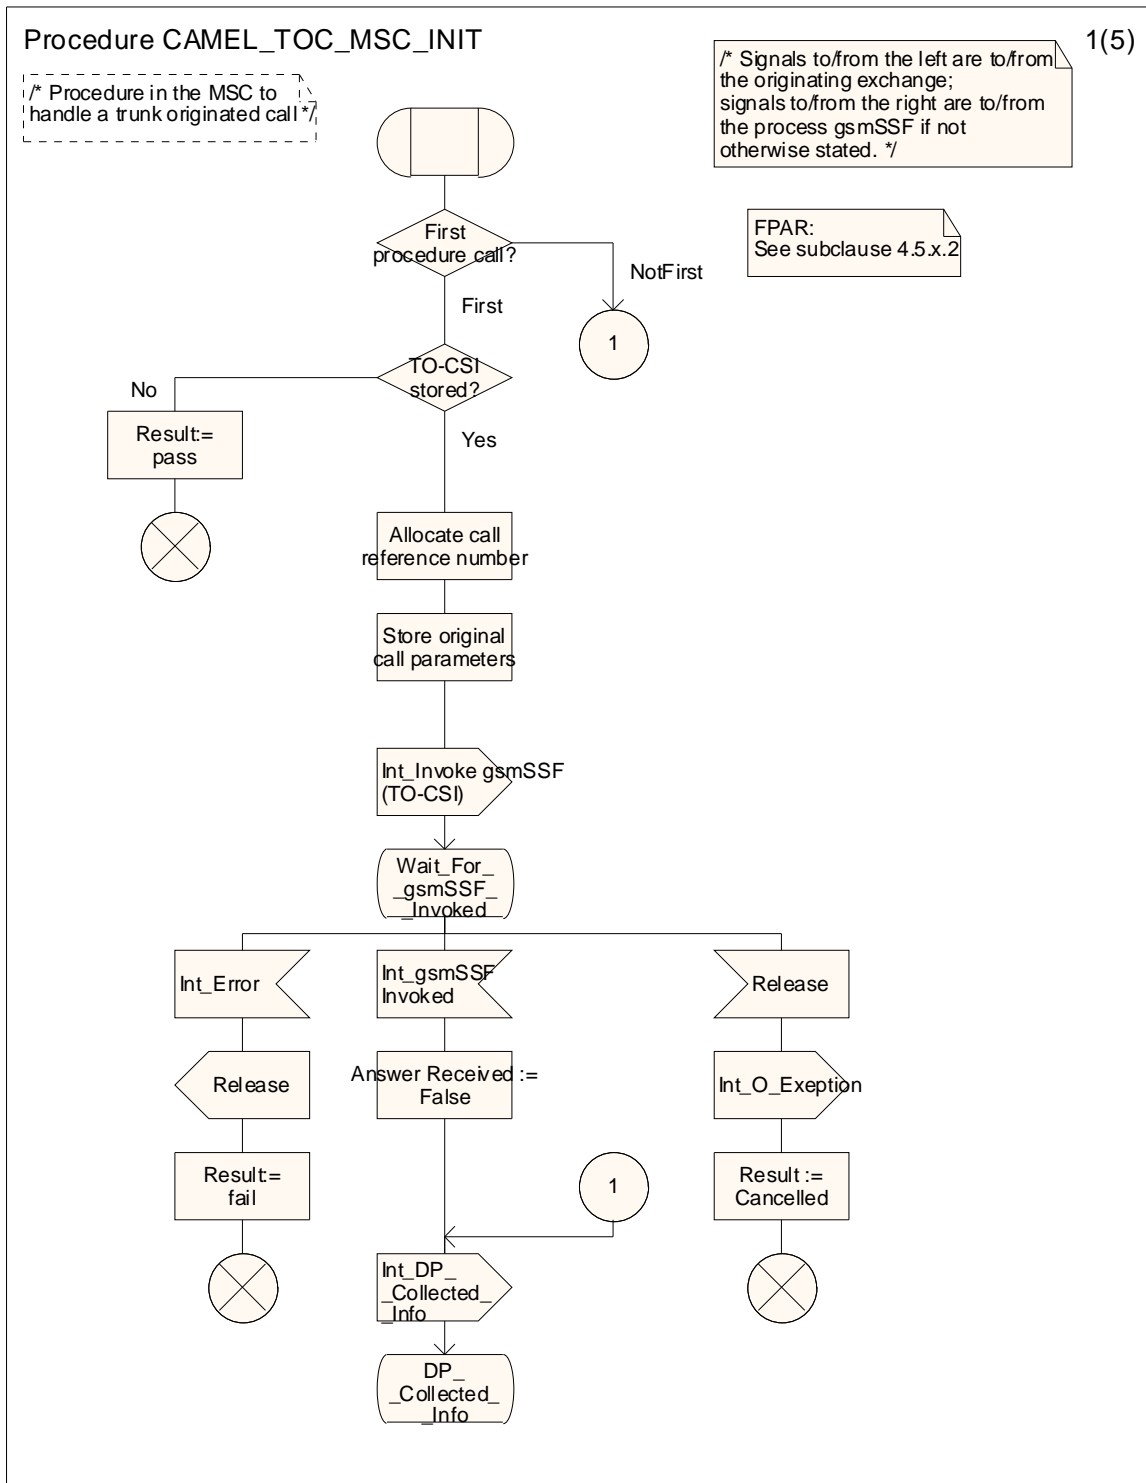 Procedure CAMEL_TOC_MSC_INIT
1(5)
/* Procedure in the MSC to
handle a trunk originated call */
/* Signals to/from the left are to/from
the originating exchange;
signals to/from the right are to/from
the process gsmSSF if not
otherwise stated. */
FPAR:
See subclause 4.5.x.2
First
procedure call?
NotFirst
First
1
TO-CSI
stored?
No
Yes
Result:=
pass
Allocate call
reference number
Store original
call parameters
Int_Invoke gsmSSF
(TO-CSI)
Wait_For_
_gsmSSF_
_Invoked
Int_Error
Int_gsmSSF
Invoked
Release
Release
Answer Received :=
False
Int_O_Exeption
Result:=
fail
1
Result :=
Cancelled
Int_DP_
_Collected_
_Info
DP_
_Collected_
_Info